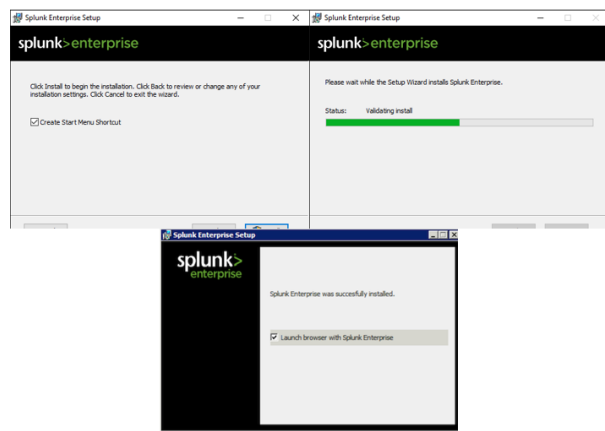 Splunk Enterprise Setup
splunk>enterprise
Click Install to begin the installation. Click Back to review or change any of your
installation settings. Click Cancel to exit the wizard.
Create Start Menu Shortcut
Splunk Enterprise Setup
splunk>enterprise
Please wait while the Setup Wizard installs Splunk Enterprise.
Status: Validating install
Splunk Enterprise Setup
splunk>
enterprise
Splunk Enterprise was succesfully installed.
Launch browser with Splunk Enterprise